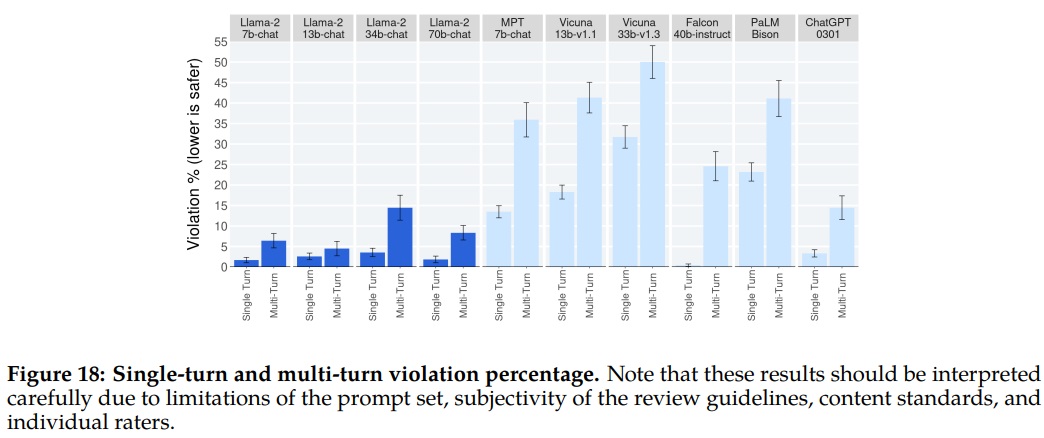 Llama-2 Llama-2 Llama-2 Llama-2 MPT Vicuna Vicuna Falcon PaLM ChatGPT
7b-chat 13b-chat 34b-chat 70b-chat 7b-chat 13b-v1.1 33b-v1.3 40b-instruct Bison 0301
Violation % (lower is safer)
55
50
45
40
35
30
25
20
15
10
5
0
Single Turn Multi-Turn Single Turn Multi-Turn Single Turn Multi-Turn Single Turn Multi-Turn Single Turn Multi-Turn Single Turn Multi-Turn Single Turn Multi-Turn Single Turn Multi-Turn Single Turn Multi-Turn Single Turn Multi-Turn
Figure 18: Single-turn and multi-turn violation percentage. Note that these results should be interpreted
carefully due to limitations of the prompt set, subjectivity of the review guidelines, content standards, and
individual raters.